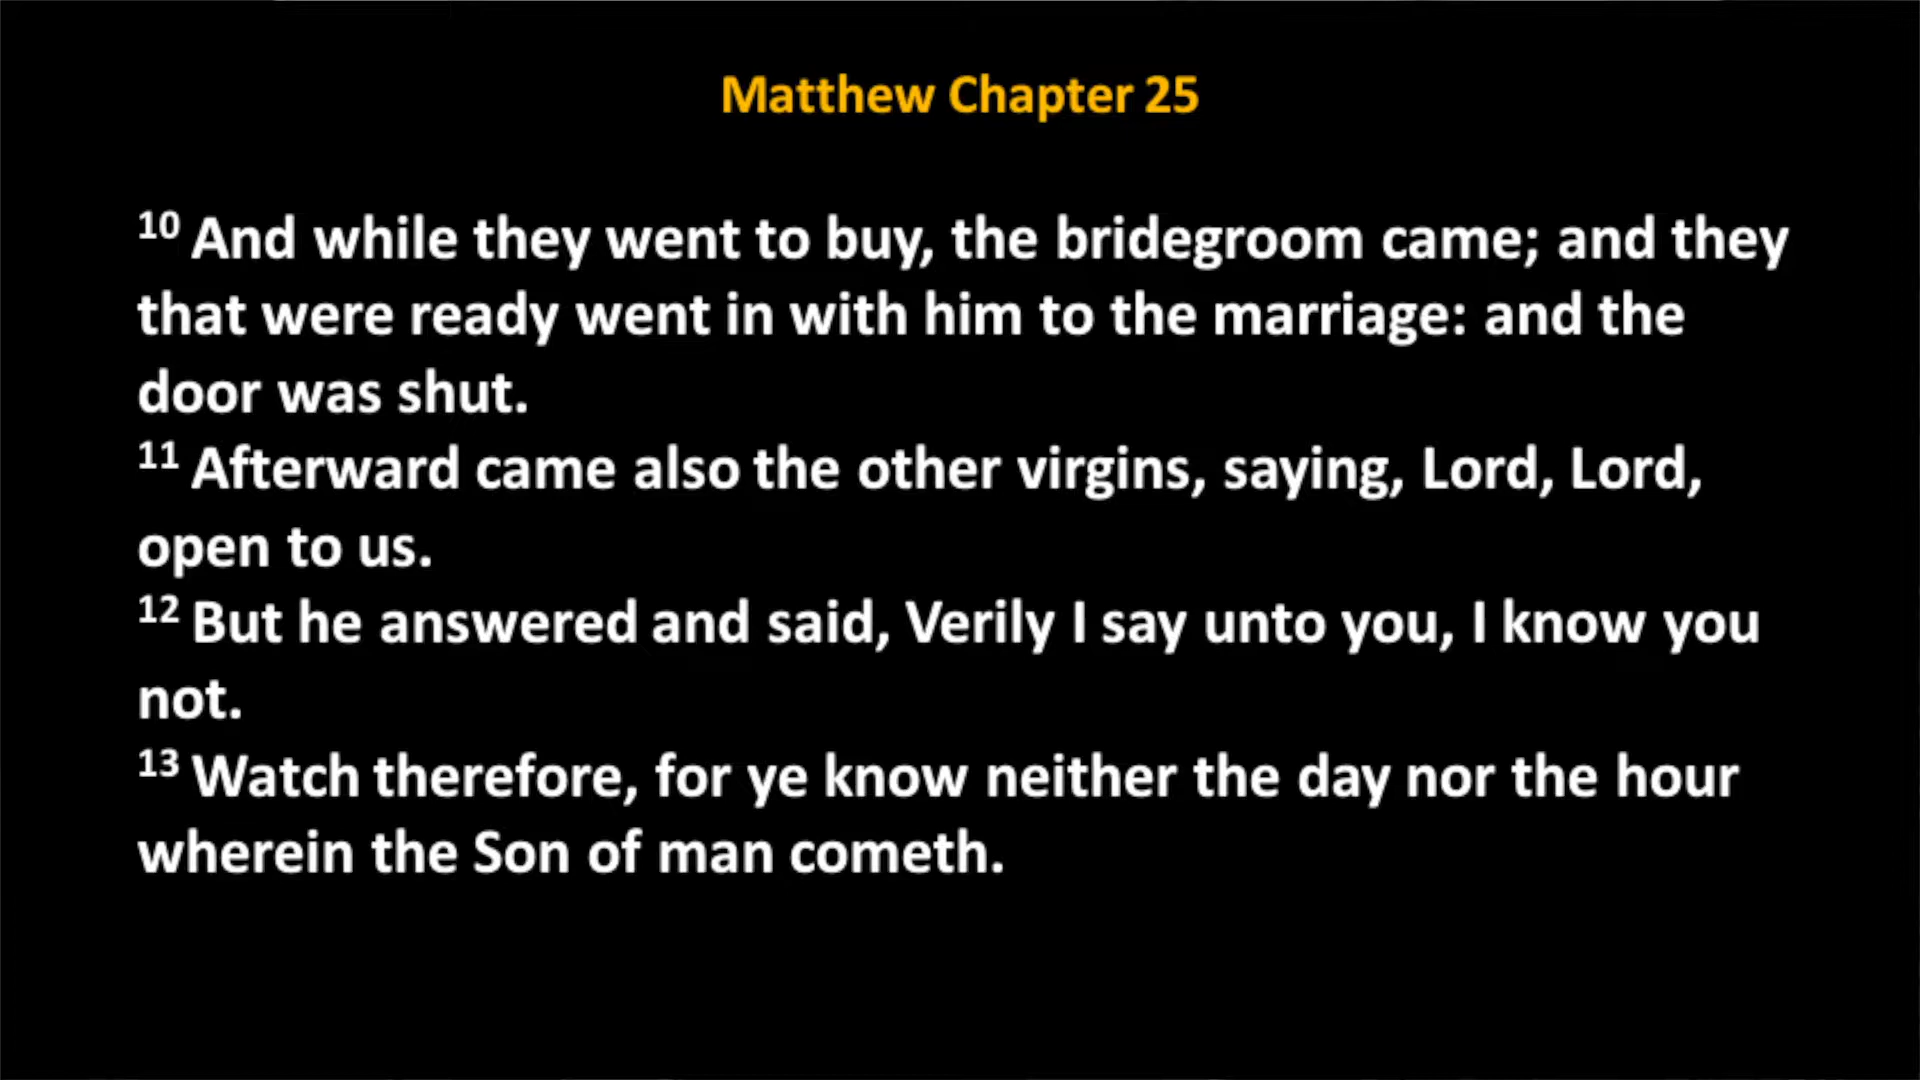 Matthew Chapter 25
10 And while they went to buy, the bridegroom came; and they
that were ready went in with him to the marriage: and the
door was shut.
11 Afterward came also the other virgins, saying, Lord, Lord,
open to us.
12 But he answered and said, Verily I say unto you, I know you
not.
13 Watch therefore, for ye know neither the day nor the hour
wherein the Son of man cometh.